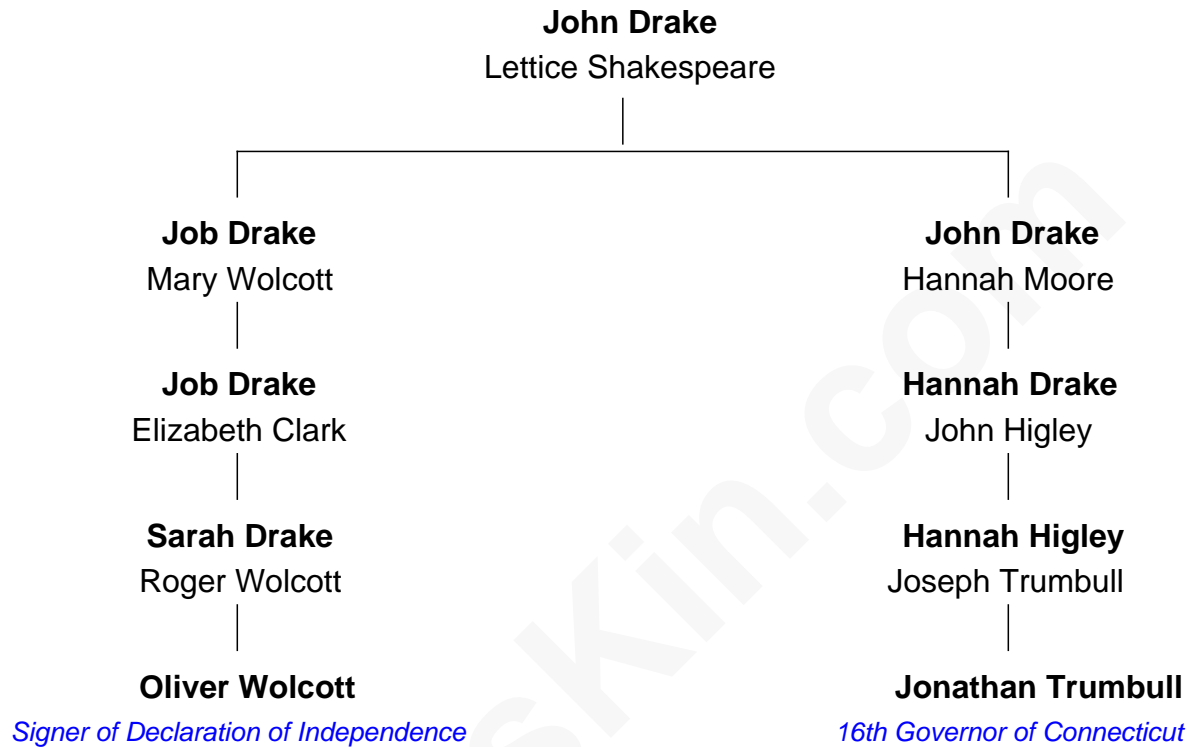 John Drake
Lettice Shakespeare
Job Drake
Mary Wolcott
John Drake
Hannah Moore
Job Drake
Elizabeth Clark
Hannah Drake
John Higley
Sarah Drake
Roger Wolcott
Hannah Higley
Joseph Trumbull
Oliver Wolcott
Signer of Declaration of Independence
Jonathan Trumbull
16th Governor of Connecticut
sKin.com